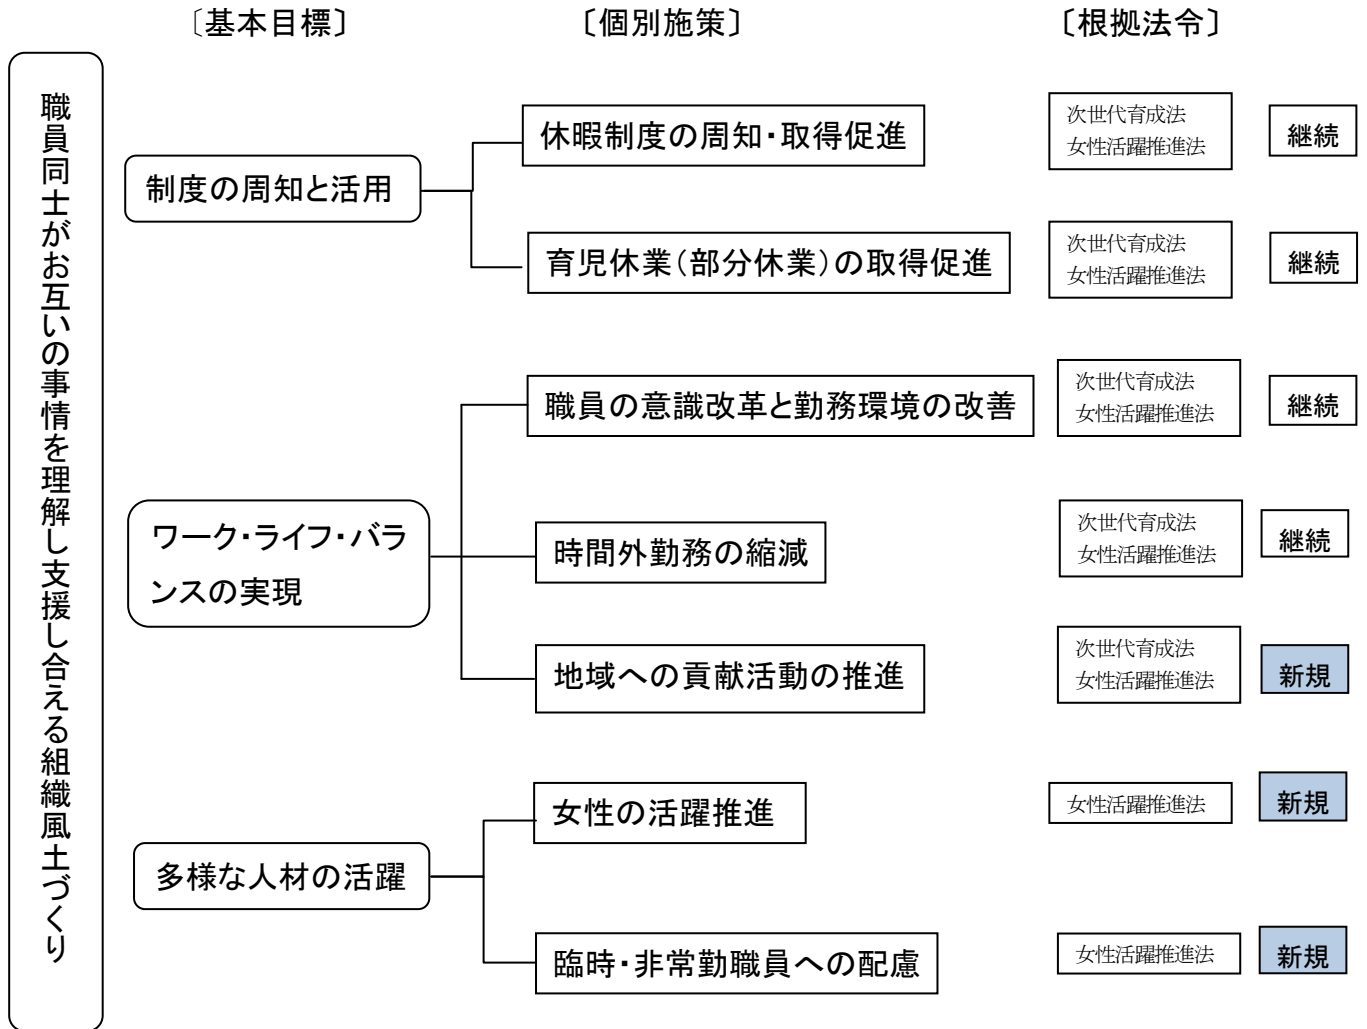 〔基本目標〕
〔個別施策〕
〔根拠法令〕
職員同士がお互いの事情を理解し支援し合える組織風土づくり
制度の周知と活用
休暇制度の周知・取得促進
次世代育成法
女性活躍推進法
継続
育児休業(部分休業)の取得促進
次世代育成法
女性活躍推進法
継続
ワーク・ライフ・バラ
ンスの実現
職員の意識改革と勤務環境の改善
次世代育成法
女性活躍推進法
継続
時間外勤務の縮減
次世代育成法
女性活躍推進法
継続
地域への貢献活動の推進
次世代育成法
女性活躍推進法
新規
多様な人材の活躍
女性の活躍推進
女性活躍推進法
新規
臨時・非常勤職員への配慮
女性活躍推進法
新規